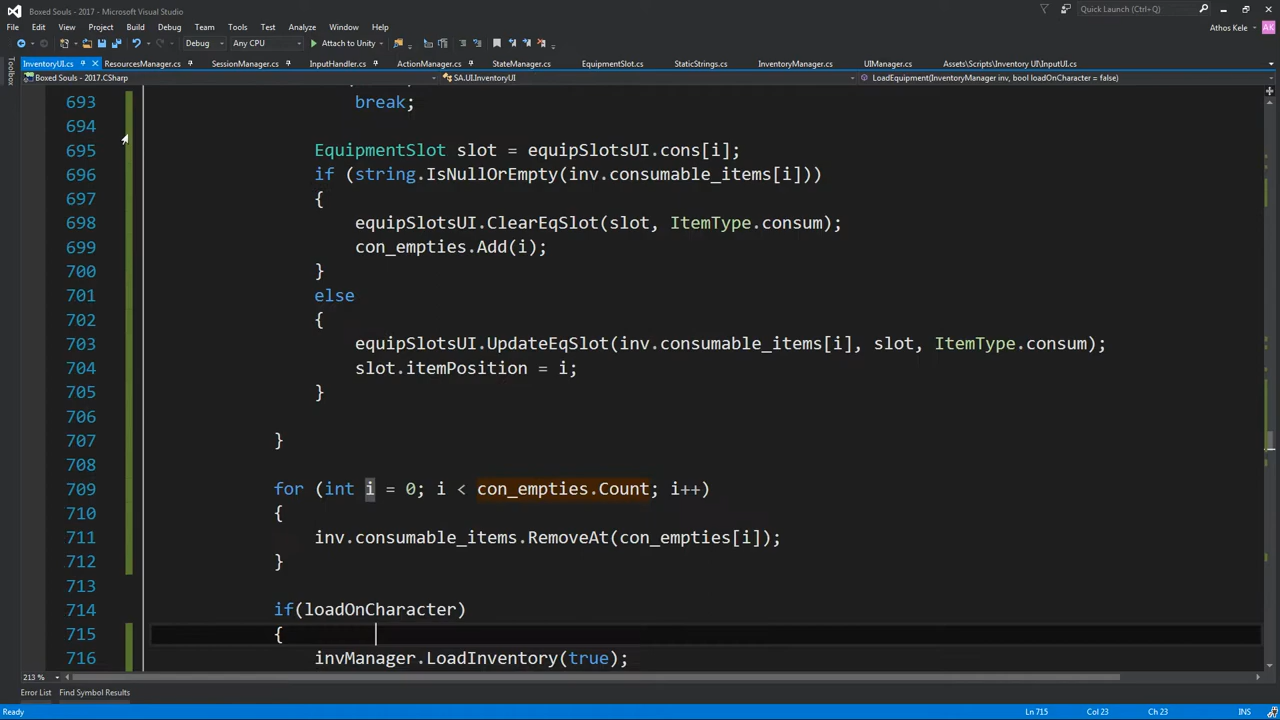 Boxed Souls - 2017 - Microsoft Visual Studio
Quick Launch (Ctrl+Q)
File Edit View Project Build Debug Team Tools Test Analyze Window Help
Athos Kele
AK
Debug Any CPU Attach to Unity
InventoryUI.cs ResourcesManager.cs SessionManager.cs InputHandler.cs ActionManager.cs StateManager.cs EquipmentSlot.cs StaticStrings.cs InventoryManager.cs UIManager.cs Assets\Scripts\Inventory UI\InputUI.cs
Toolbox
Boxed Souls - 2017.CSharp SA.UI.InventoryUI LoadEquipment(InventoryManager inv, bool loadOnCharacter = false)
693 break;
694
695 EquipmentSlot slot = equipSlotsUI.cons[i];
696 if (string.IsNullOrEmpty(inv.consumable_items[i]))
697 {
698 equipSlotsUI.ClearEqSlot(slot, ItemType.consum);
699 con_empties.Add(i);
700 }
701 else
702 {
703 equipSlotsUI.UpdateEqSlot(inv.consumable_items[i], slot, ItemType.consum);
704 slot.itemPosition = i;
705 }
706
707 }
708
709 for (int i = 0; i < con_empties.Count; i++)
710 {
711 inv.consumable_items.RemoveAt(con_empties[i]);
712 }
713
714 if(loadOnCharacter)
715 {
716 invManager.LoadInventory(true);
213 %
Error List Find Symbol Results
Ready Ln 715 Col 23 Ch 23 INS